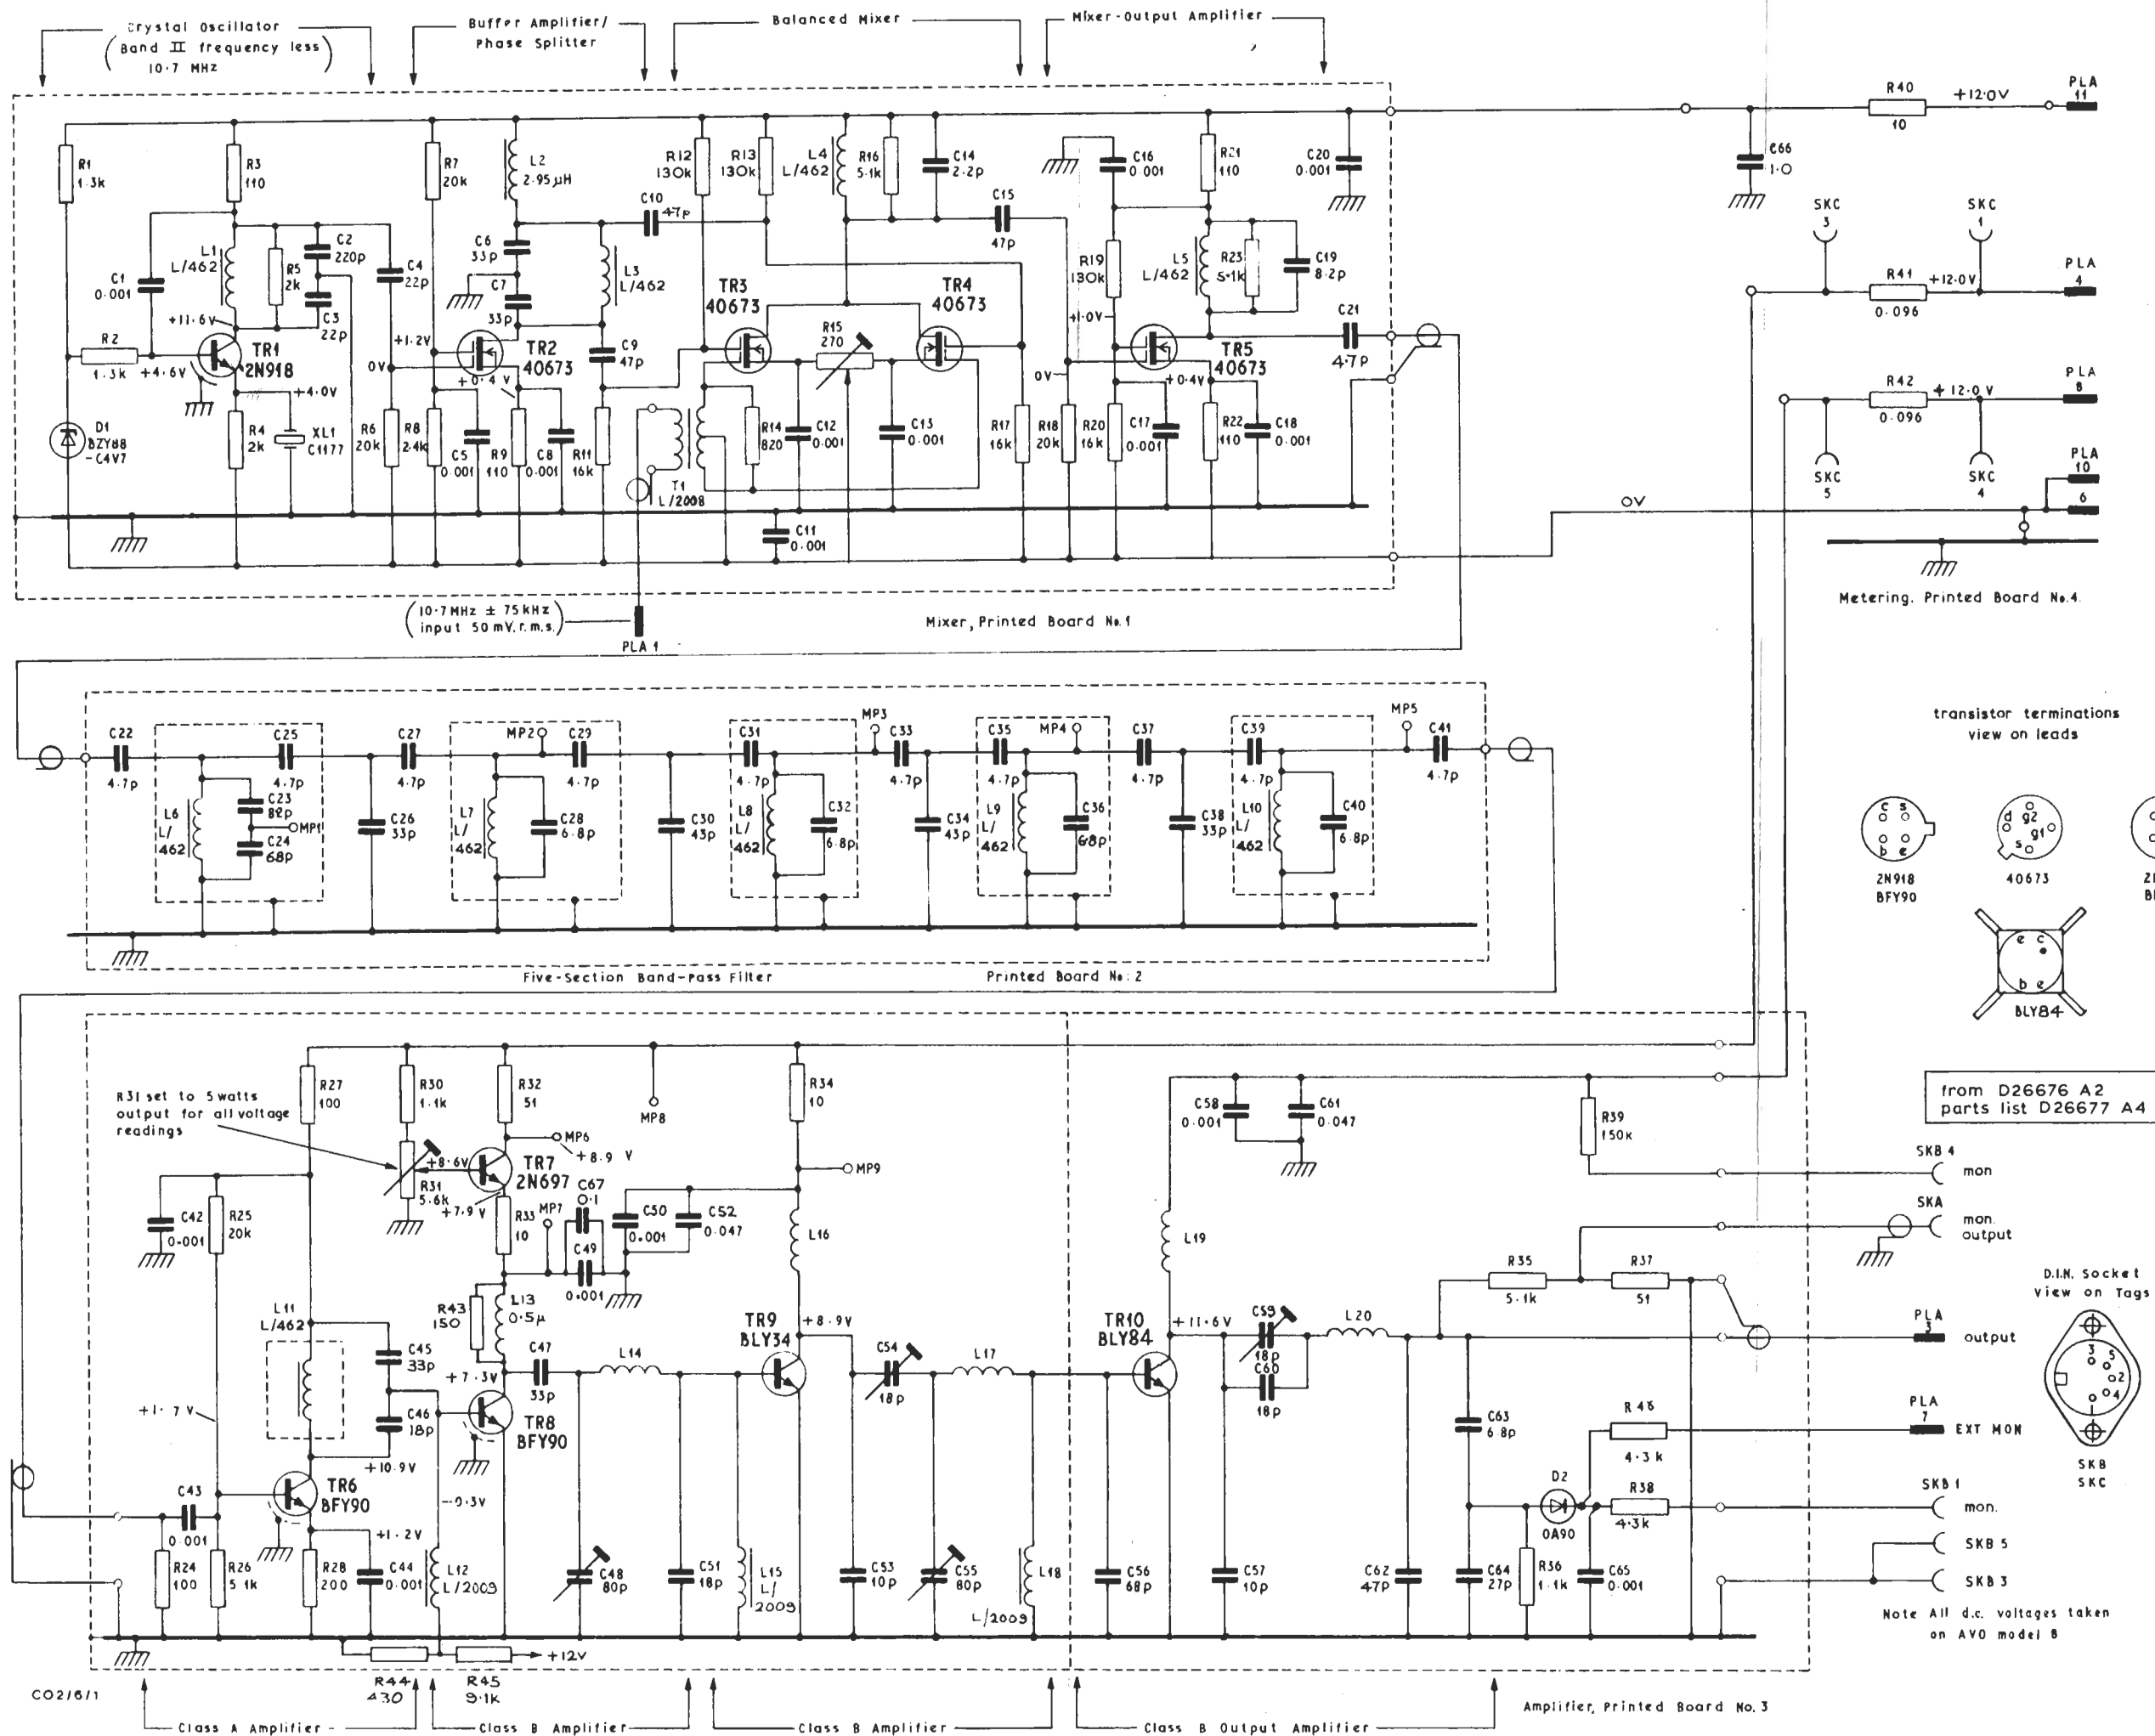 Crystal Oscillator
(Band II frequency less)
10·7 MHz
Buffer Amplifier/
Phase Splitter
Balanced Mixer
Mixer-Output Amplifier
R1
1·3k
R3
110
R7
20k
L2
2·95µH
R12
130k
R13
130k
L4
L/462
R16
5·1k
C14
2·2p
C16
0·001
R21
110
C20
0·001
C66
1·0
R40
10
+12·0V
PLA
11
C1
0·001
L1
L/462
R5
2k
C2
220p
C3
22p
C4
22p
C6
33p
C7
33p
L3
L/462
C10
47p
C15
47p
R19
130k
L5
L/462
R23
5·1k
C19
8·2p
SKC
3
SKC
1
R41
0·096
+12·0V
PLA
4
+11·6V
R2
1·3k
+4·6V
TR1
2N918
+4·0V
+1·2V
0V
TR2
40673
+0·4V
C9
47p
TR3
40673
R15
270
TR4
40673
+1·0V
0V
TR5
40673
+0·4V
C21
4·7p
R42
0·096
+12·0V
PLA
8
D1
BZY88
-C4V7
R4
2k
XL1
C1177
R6
20k
R8
2·4k
C5
0·001
R9
110
C8
0·001
R11
16k
T1
L/2008
R14
820
C12
0·001
C13
0·001
R17
16k
R18
20k
R20
16k
C17
0·001
R22
110
C18
0·001
C11
0·001
SKC
5
SKC
4
PLA
10
6
0V
(10·7MHz ± 75kHz)
input 50mV.r.m.s.
PLA 1
Mixer, Printed Board No.1
Metering. Printed Board No.4.
C22
4·7p
C25
4·7p
C27
4·7p
MP2
C29
4·7p
C31
4·7p
MP3
C33
4·7p
C35
4·7p
MP4
C37
4·7p
C39
4·7p
MP5
C41
4·7p
L6
L/
462
C23
82p
MP1
C24
68p
C26
33p
L7
L/
462
C28
6·8p
C30
43p
L8
L/
462
C32
6·8p
C34
43p
L9
L/
462
C36
6·8p
C38
33p
L10
L/
462
C40
6·8p
Five-Section Band-Pass Filter
Printed Board No:2
transistor terminations
view on leads
c s
b e
2N918
BFY90
d g2
g1
s
40673
e c
b e
BLY84
from D26676 A2
parts list D26677 A4
R31 set to 5 watts
output for all voltage
readings
R27
100
R30
1·1k
R32
51
MP8
R34
10
MP6
+8·9 V
+8·6V
TR7
2N697
R31
5·6k
+7·9 V
R33
10
MP7
C67
0·1
C49
0·001
C50
0·001
C52
0·047
MP9
L16
C42
0·001
R25
20k
L11
L/462
C45
33p
C46
18p
R43
150
L13
0·5µ
+7·3V
C47
33p
L14
TR8
BFY90
TR9
BLY34
+8·9V
C54
18p
L17
+1·7 V
+10·9V
-0·3V
TR6
BFY90
+1·2V
C43
0·001
R24
100
R26
5·1k
R28
200
C44
0·001
L12
L/2009
C48
80p
C51
18p
L15
L/
2009
C53
10p
C55
80p
L18
L/2009
R44
430
R45
9·1k
+12V
C58
0·001
C61
0·047
R39
150k
SKB 4
mon
SKA
mon.
output
L19
R35
5·1k
R37
51
TR10
BLY84
+11·6V
C59
18p
C60
18p
L20
PLA
3
output
C56
68p
C57
10p
C62
47p
C63
6·8p
C64
27p
R36
1·1k
D2
OA90
C65
0·001
R46
4·3k
R38
4·3k
PLA
7
EXT MON
SKB 1
mon.
SKB 5
SKB 3
D.I.N. Socket
View on Tags
3
5
2
4
1
SKB
SKC
Note All d.c. voltages taken
on AVO model 8
CO2/6/1
Class A Amplifier
Class B Amplifier
Class B Amplifier
Class B Output Amplifier
Amplifier, Printed Board No. 3